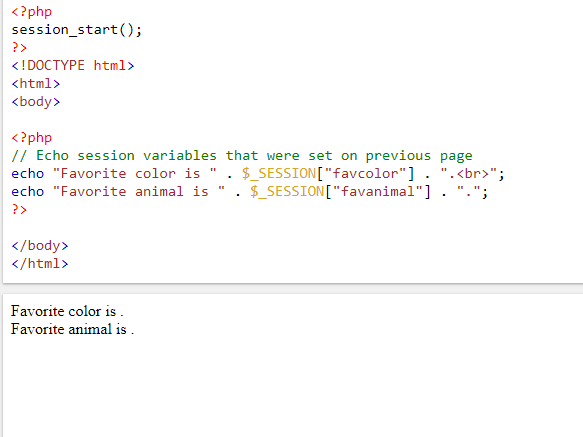 <?php
session_start();
?>
<!DOCTYPE html>
<html>
<body>
<?php
// Echo session variables that were set on previous page
echo "Favorite color is " . $_SESSION["favcolor"] . ".<br>";
echo "Favorite animal is " . $_SESSION["favanimal"] . ".";
?>
</body>
</html>
Favorite color is .
Favorite animal is .